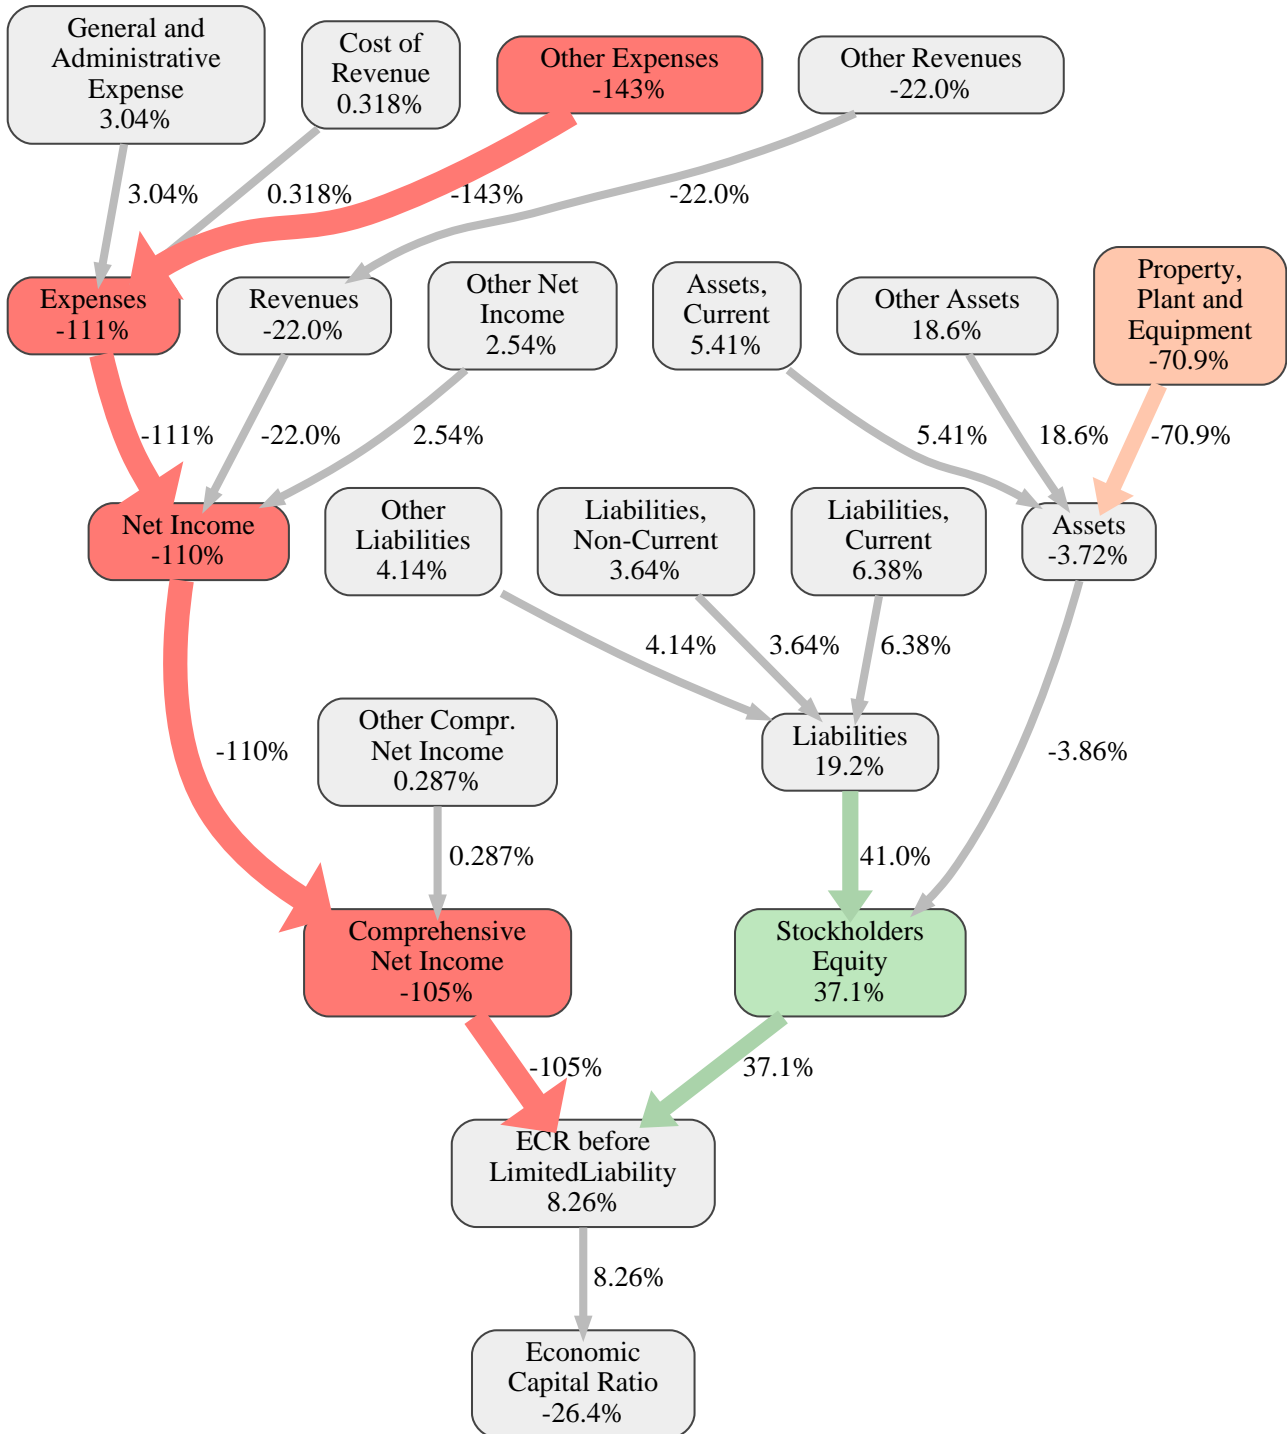 General and
Administrative
Expense
3.04%
Cost of
Revenue
0.318%
Other Expenses
-143%
Other Revenues
-22.0%
3.04%
0.318%
-143%
-22.0%
Expenses
-111%
Revenues
-22.0%
Other Net
Income
2.54%
Assets,
Current
5.41%
Other Assets
18.6%
Property,
Plant and
Equipment
-70.9%
-111%
-22.0%
2.54%
5.41%
18.6%
-70.9%
Net Income
-110%
Other
Liabilities
4.14%
Liabilities,
Non-Current
3.64%
Liabilities,
Current
6.38%
Assets
-3.72%
4.14%
3.64%
6.38%
-110%
Other Compr.
Net Income
0.287%
Liabilities
19.2%
-3.86%
0.287%
41.0%
Comprehensive
Net Income
-105%
Stockholders
Equity
37.1%
-105%
37.1%
ECR before
LimitedLiability
8.26%
8.26%
Economic
Capital Ratio
-26.4%